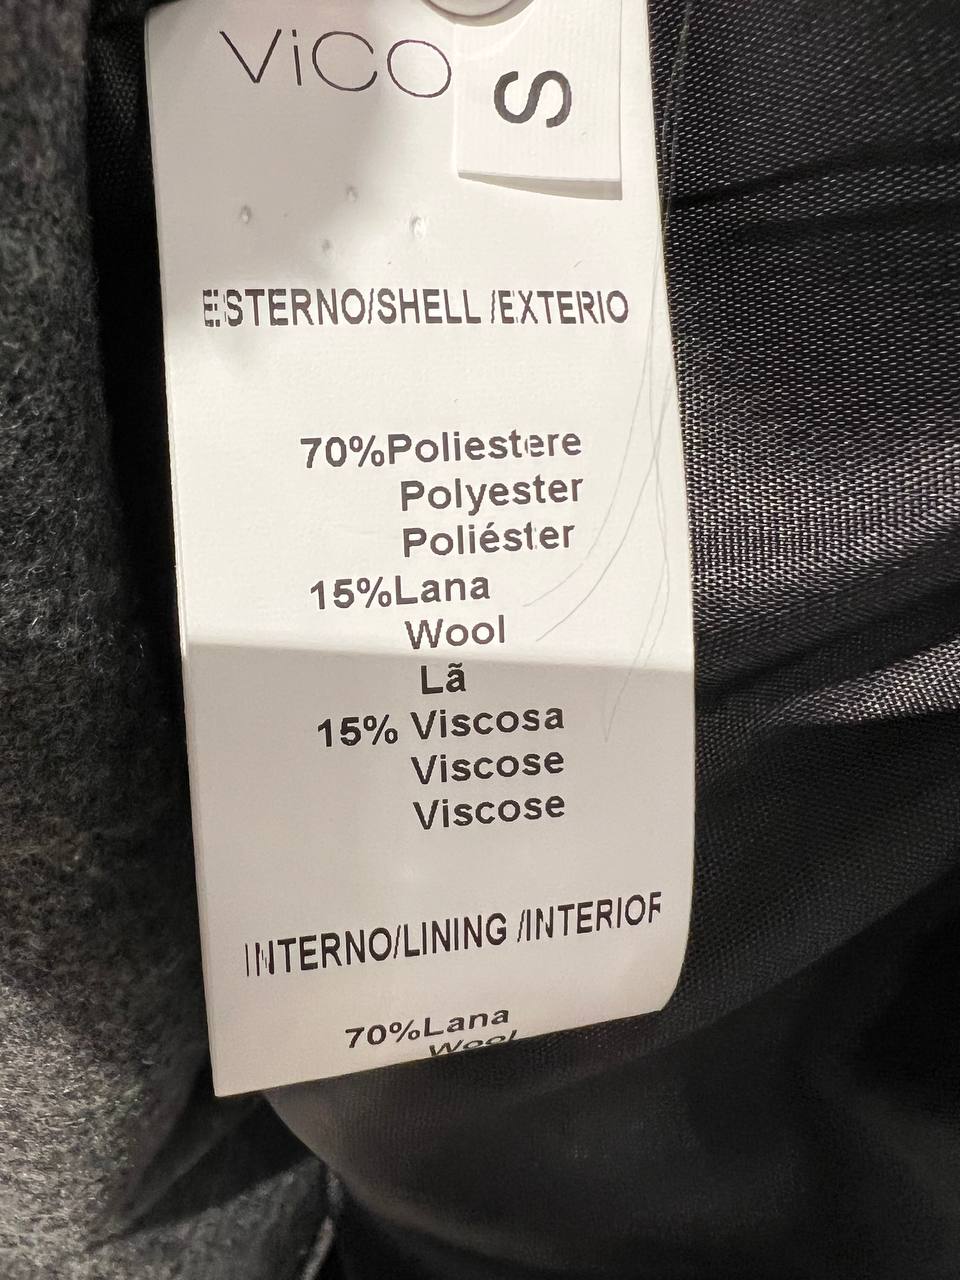 ViCO
S
ESTERNO/SHELL /EXTERIO
70%Poliestere
Polyester
Poliéster
15%Lana
Wool
Lã
15% Viscosa
Viscose
Viscose
INTERNO/LINING /INTERIOR
70%Lana
Wool